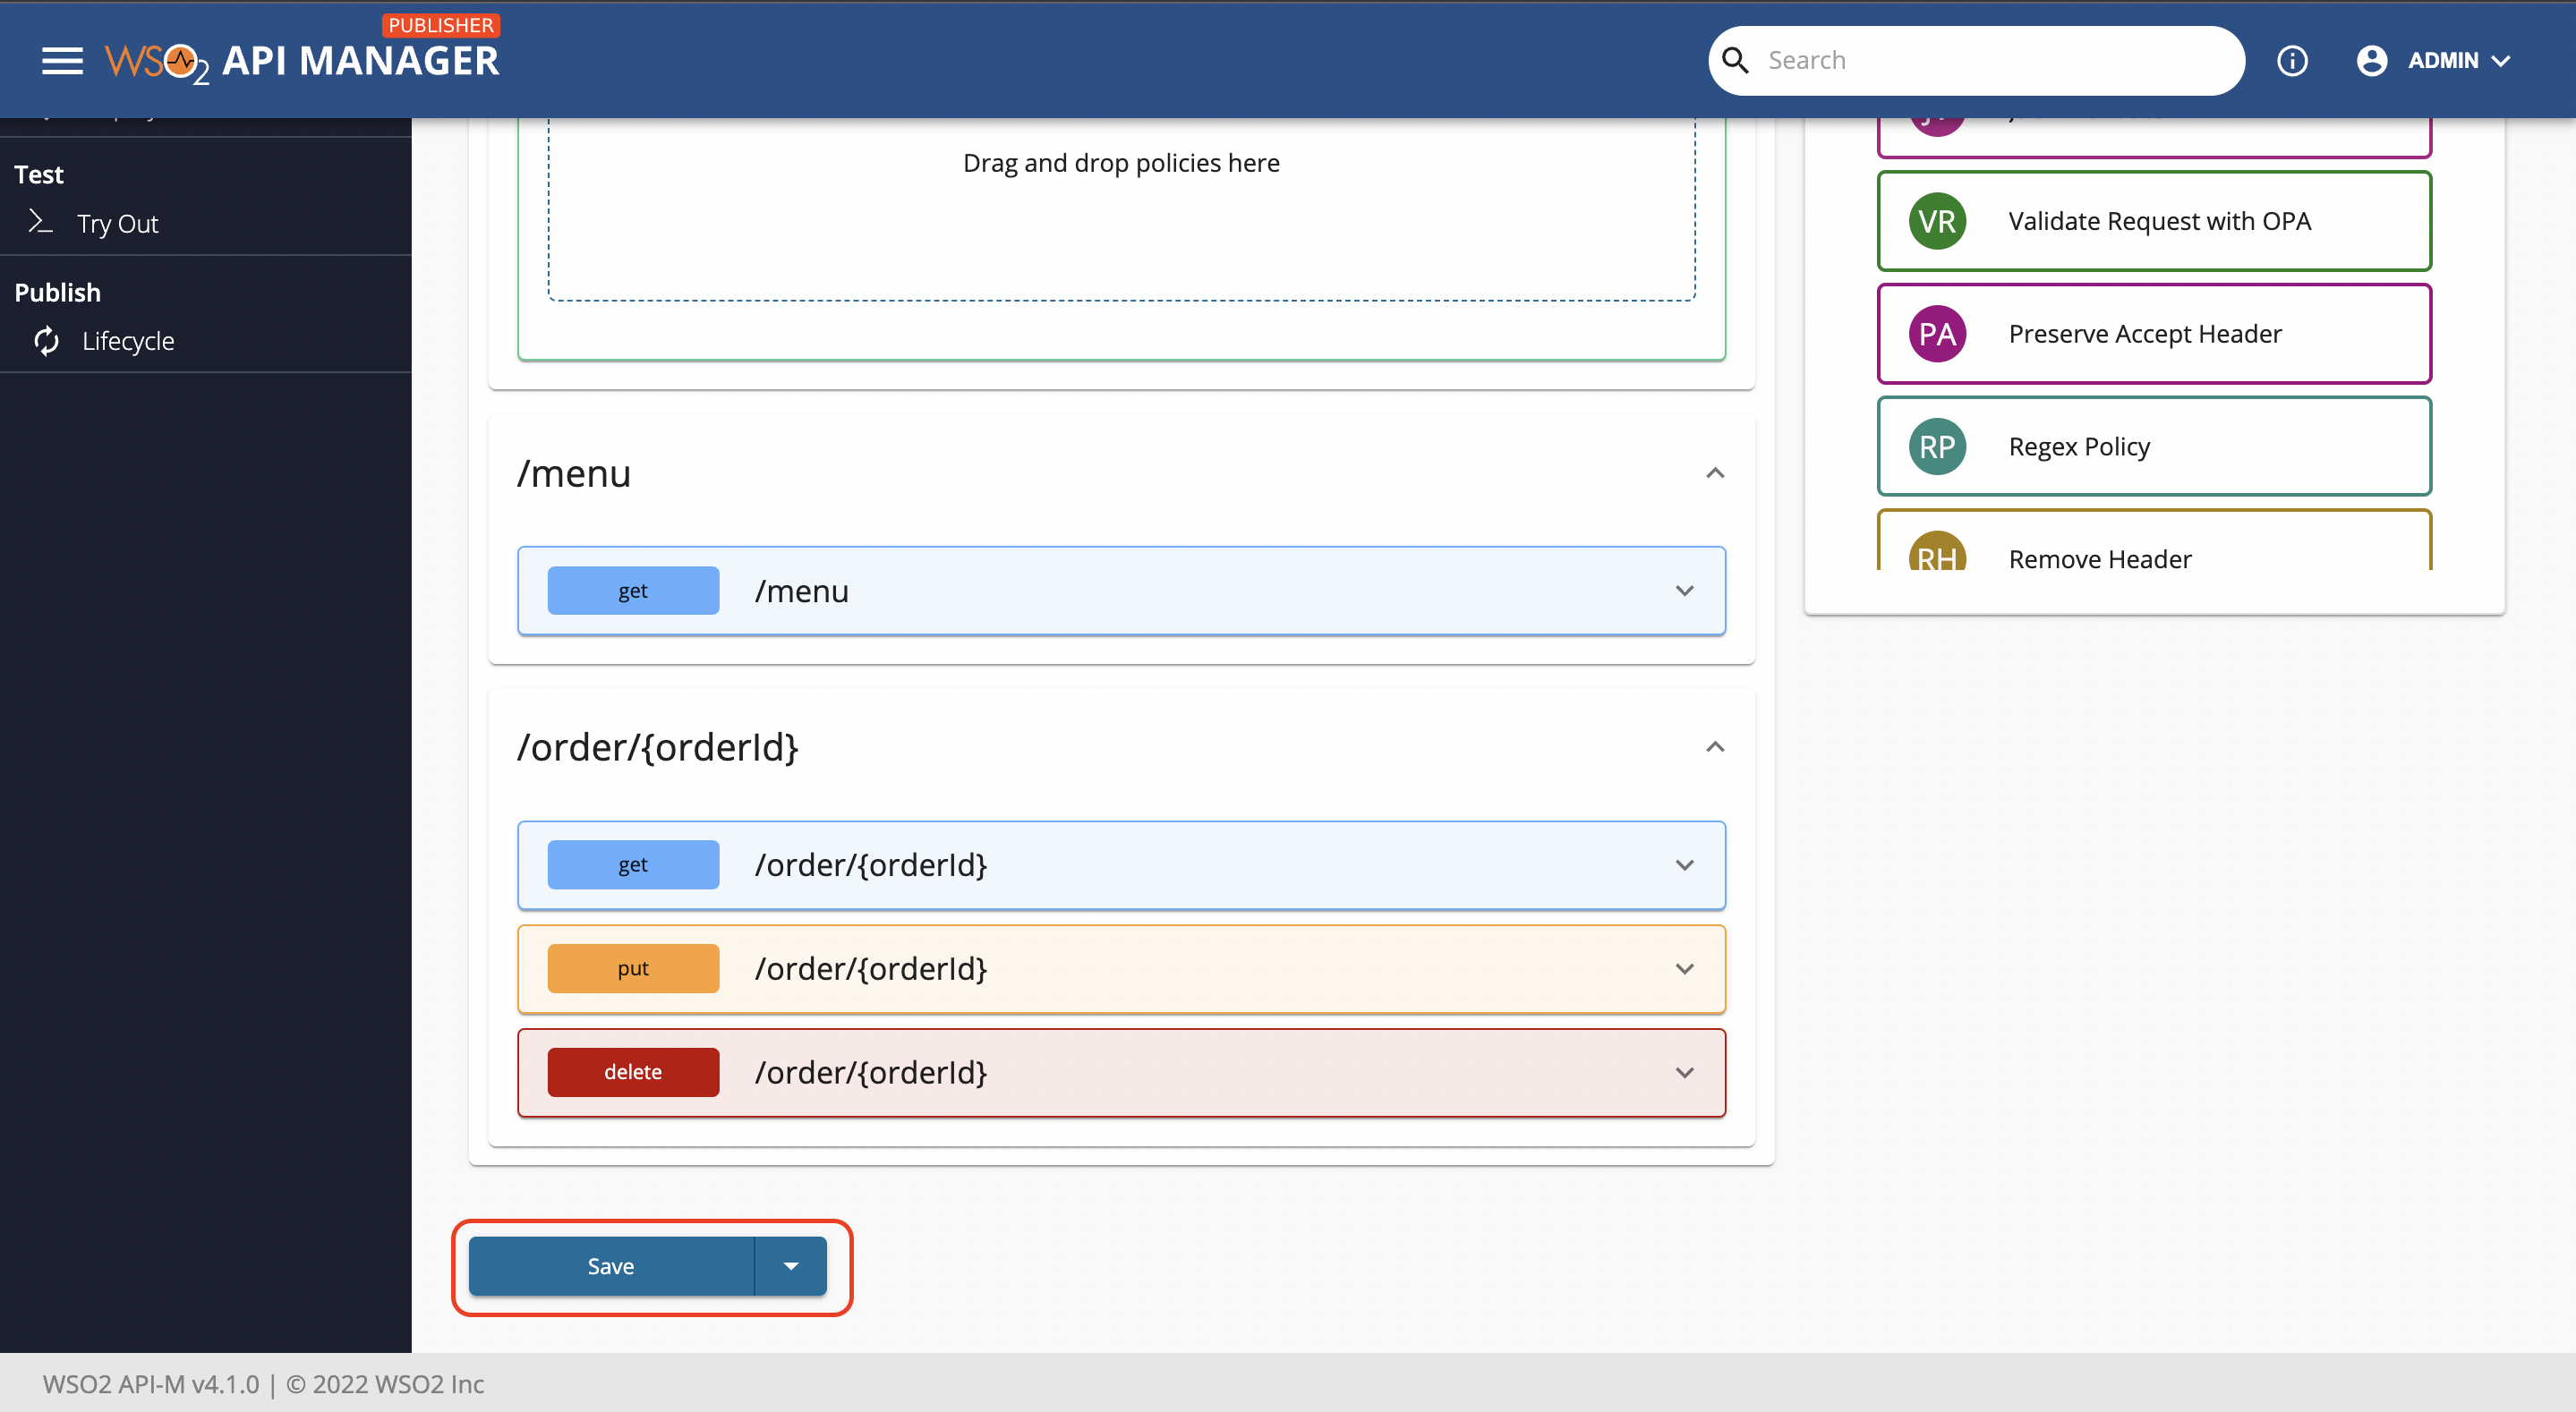 PUBLISHER
WSO2 API MANAGER
Search
ADMIN
Test
Try Out
Publish
Lifecycle
Drag and drop policies here
/menu
get /menu
/order/{orderId}
get /order/{orderId}
put /order/{orderId}
delete /order/{orderId}
Save
VR Validate Request with OPA
PA Preserve Accept Header
RP Regex Policy
RH Remove Header
WSO2 API-M v4.1.0 | © 2022 WSO2 Inc